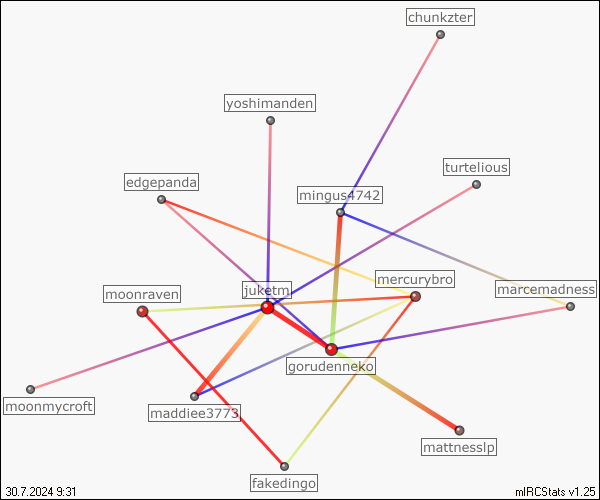 chunkzter
yoshimanden
turtelious
edgepanda
mingus4742
mercurybro
juketm
marcemadness
moonraven
gorudenneko
moonmycroft
maddiee3773
mattnesslp
fakedingo
30.7.2024 9:31
mIRCStats v1.25